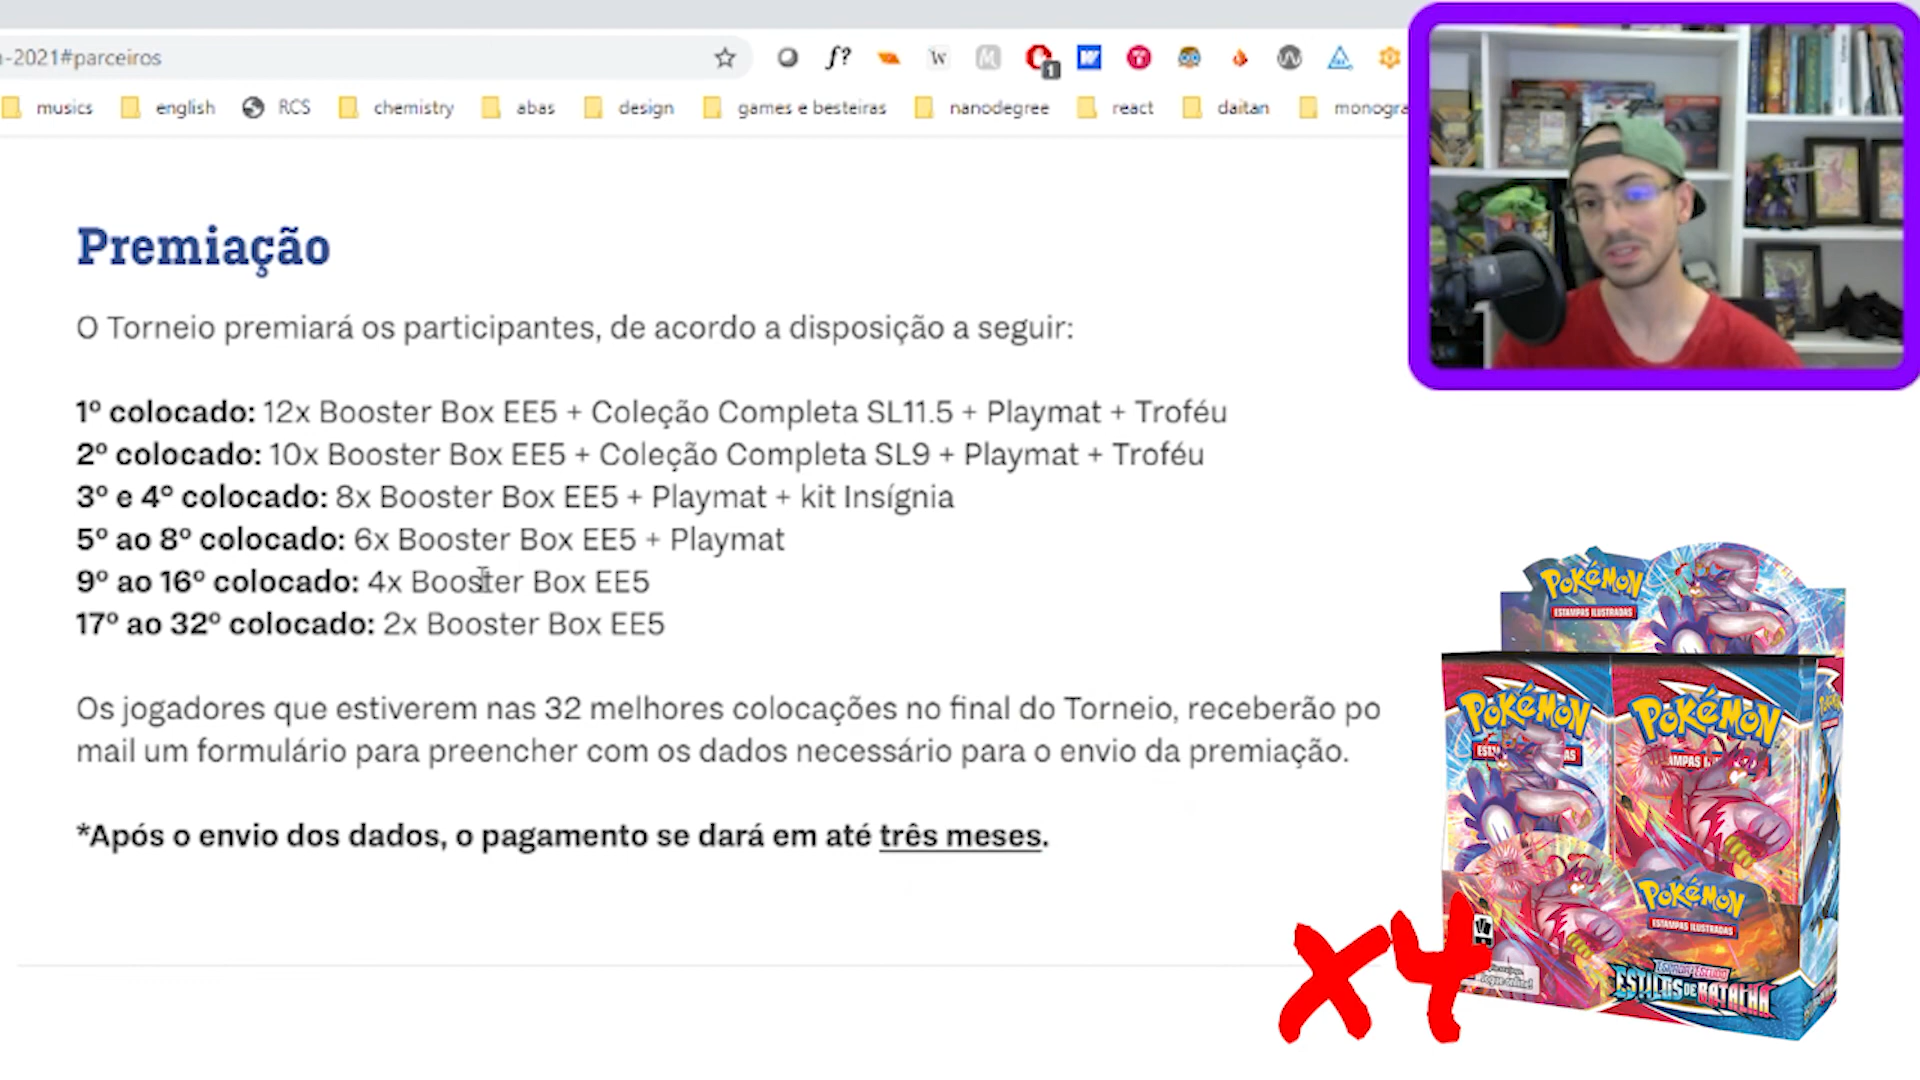 -2021#parceiros
musics english RCS chemistry abas design games e besteiras nanodegree react daitan monogra
Premiação
O Torneio premiará os participantes, de acordo a disposição a seguir:
1º colocado: 12x Booster Box EE5 + Coleção Completa SL11.5 + Playmat + Troféu
2º colocado: 10x Booster Box EE5 + Coleção Completa SL9 + Playmat + Troféu
3º e 4º colocado: 8x Booster Box EE5 + Playmat + kit Insígnia
5º ao 8º colocado: 6x Booster Box EE5 + Playmat
9º ao 16º colocado: 4x Booster Box EE5
17º ao 32º colocado: 2x Booster Box EE5
Os jogadores que estiverem nas 32 melhores colocações no final do Torneio, receberão po
mail um formulário para preencher com os dados necessário para o envio da premiação.
*Após o envio dos dados, o pagamento se dará em até três meses.
POKéMON
ESTAMPAS ILUSTRADAS
POKéMON
POKéMON
POKéMON
ESTAMPAS ILUSTRADAS
ESTILOS DE BATALHA
x4